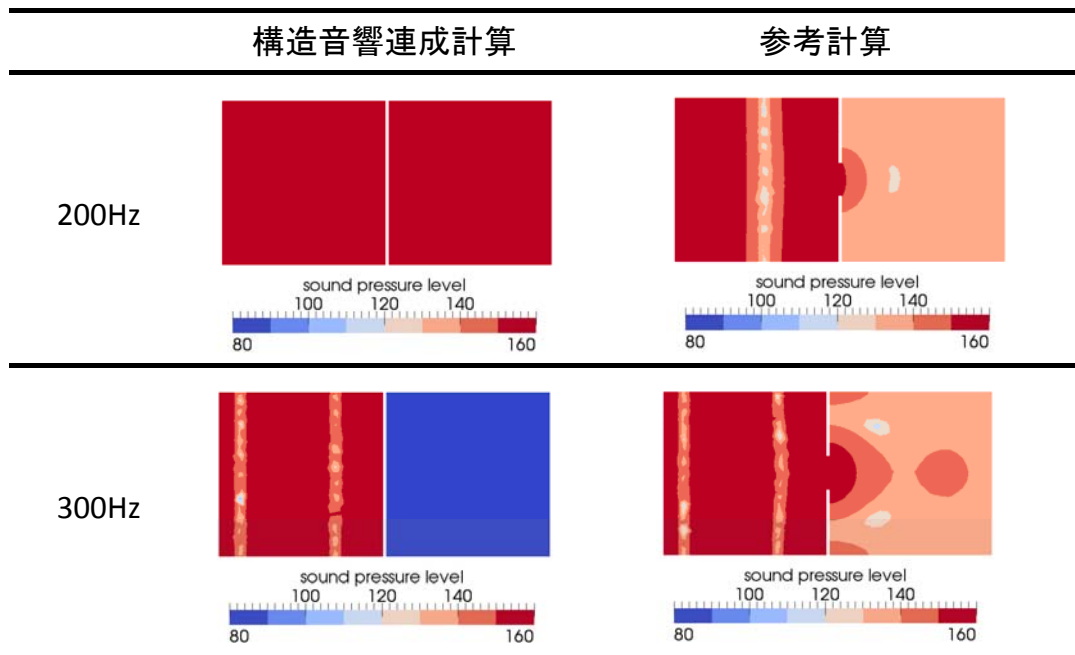 構造音響連成計算 参考計算
200Hz
sound pressure level
100 120 140
80 160
sound pressure level
100 120 140
80 160
300Hz
sound pressure level
100 120 140
80 160
sound pressure level
100 120 140
80 160